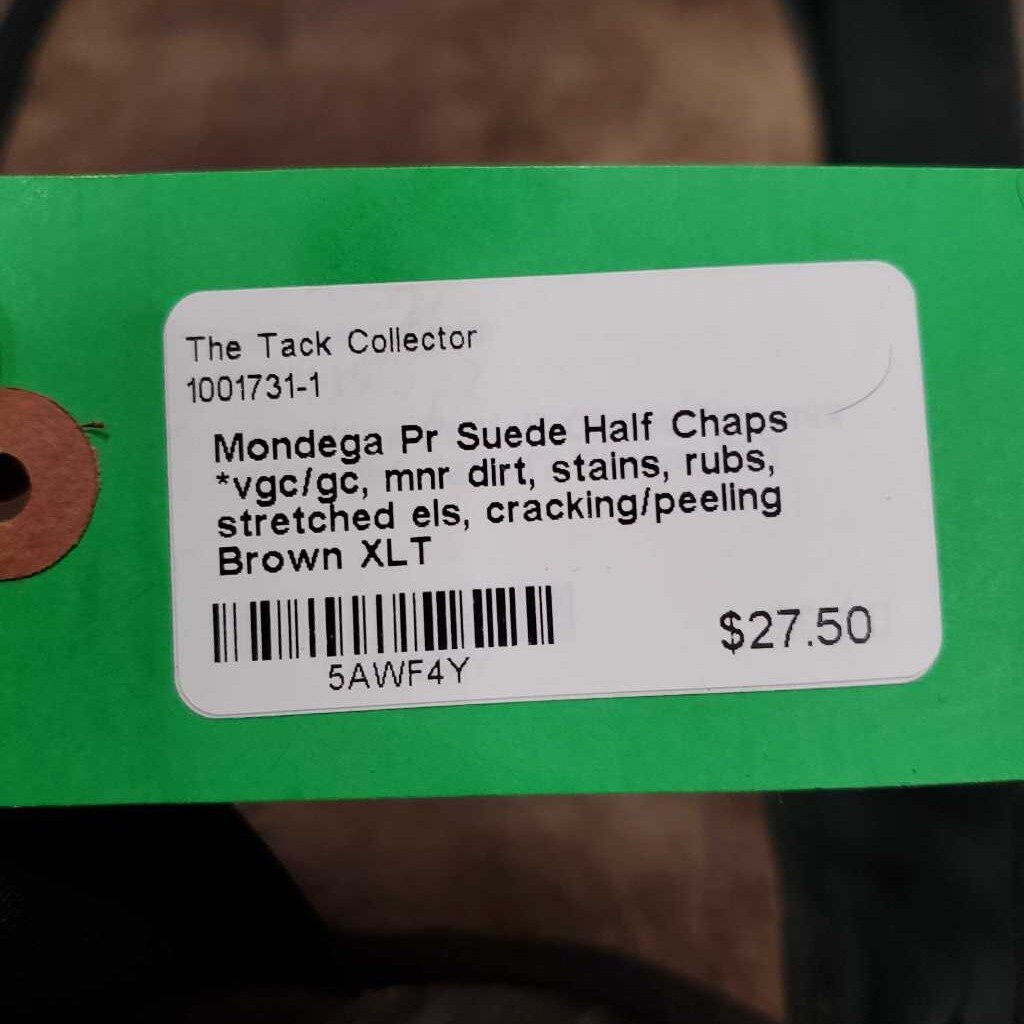 The Tack Collector
1001731-1
Mondega Pr Suede Half Chaps
*vgc/gc, mnr dirt, stains, rubs,
stretched els, cracking/peeling
Brown XLT
5AWF4Y
$27.50